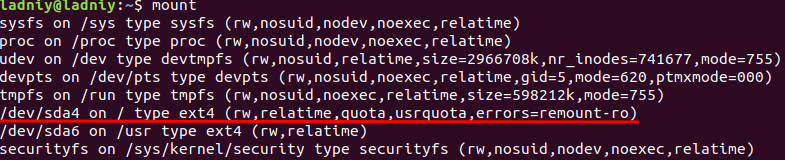 ladniy@ladniy:~$ mount
sysfs on /sys type sysfs (rw,nosuid,nodev,noexec,relatime)
proc on /proc type proc (rw,nosuid,nodev,noexec,relatime)
udev on /dev type devtmpfs (rw,nosuid,relatime,size=2966708k,nr_inodes=741677,mode=755)
devpts on /dev/pts type devpts (rw,nosuid,noexec,relatime,gid=5,mode=620,ptmxmode=000)
tmpfs on /run type tmpfs (rw,nosuid,noexec,relatime,size=598212k,mode=755)
/dev/sda4 on / type ext4 (rw,relatime,quota,usrquota,errors=remount-ro)
/dev/sda6 on /usr type ext4 (rw,relatime)
securityfs on /sys/kernel/security type securityfs (rw,nosuid,nodev,noexec,relatime)